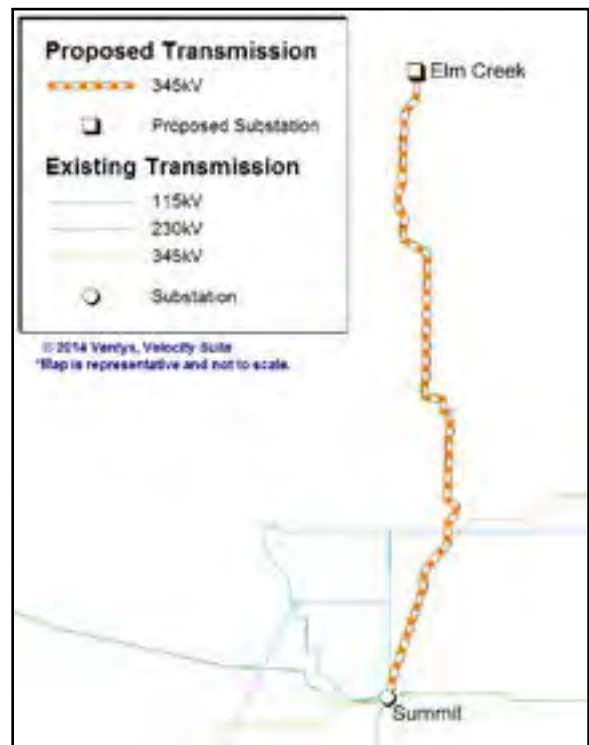 Proposed Transmission
345kV
Proposed Substation
Existing Transmission
115kV
230kV
345kV
Substation
© 2014 Ventyx, Velocity Suite
*Map is representative and not to scale.
Elm Creek
Summit